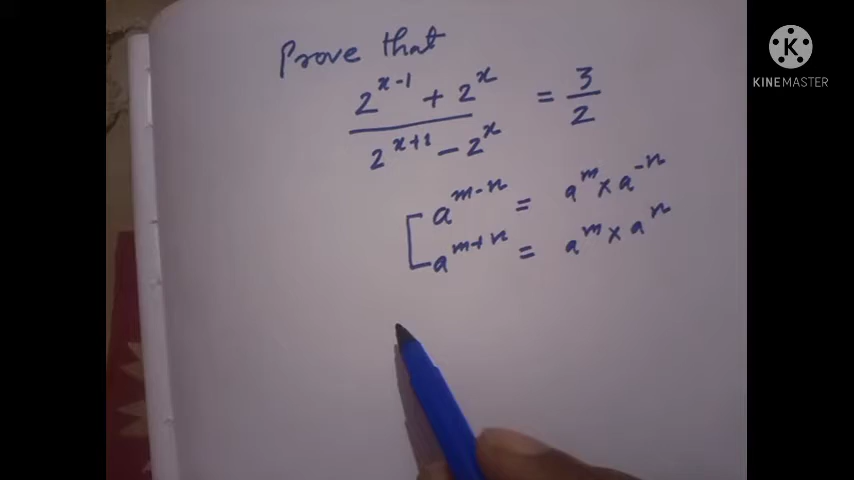 Prove that
2^(x-1) + 2^x / 2^(x+1) - 2^x = 3/2
[ a^(m-n) = a^m × a^-n
a^(m+n) = a^m × a^n
K
KINEMASTER